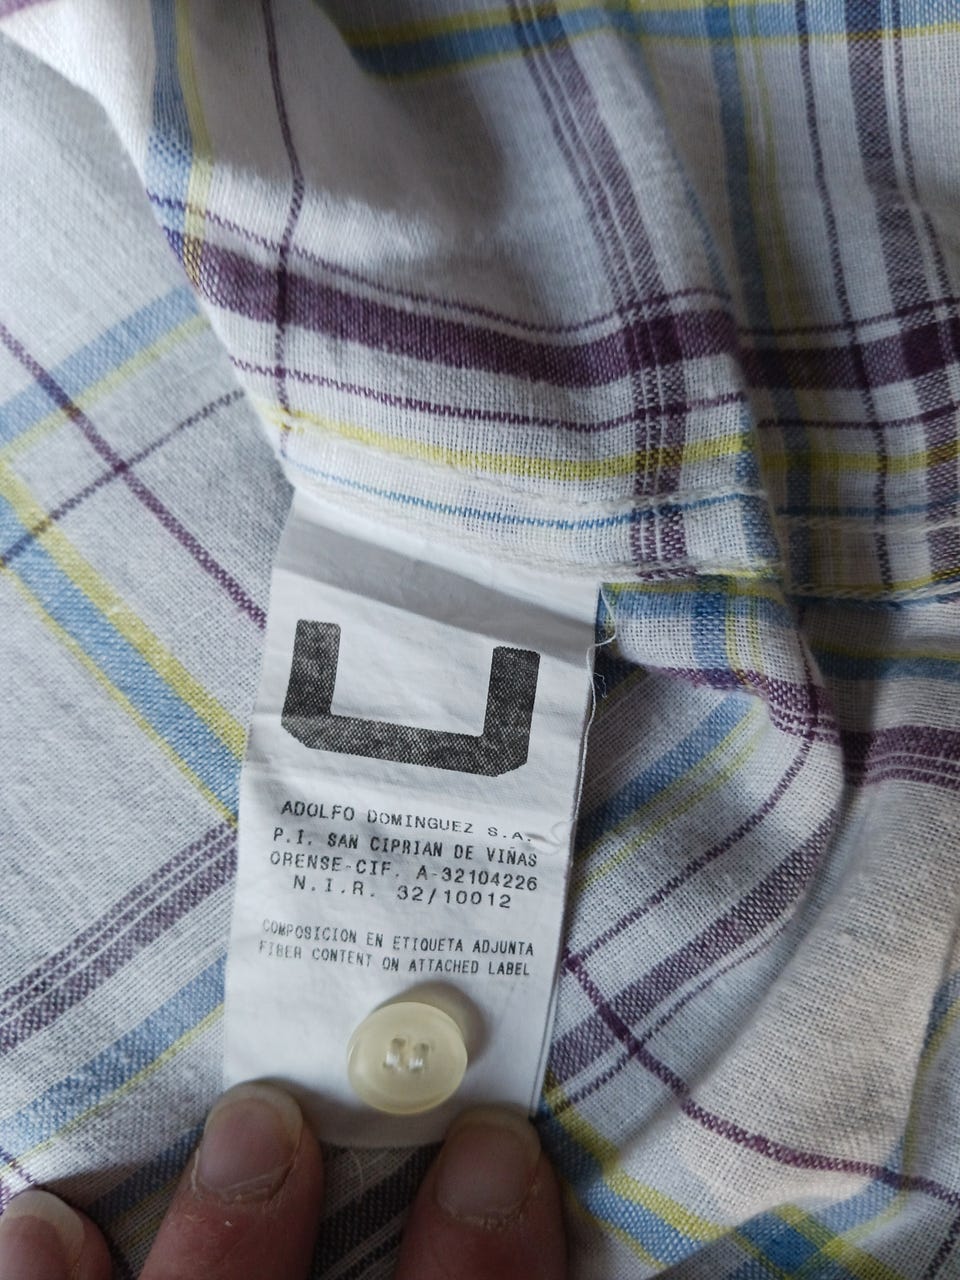 ADOLFO DOMINGUEZ S.A.
P.I. SAN CIPRIAN DE VIÑAS
ORENSE-CIF. A-32104226
N.I.R. 32/10012
COMPOSICION EN ETIQUETA ADJUNTA
FIBER CONTENT ON ATTACHED LABEL